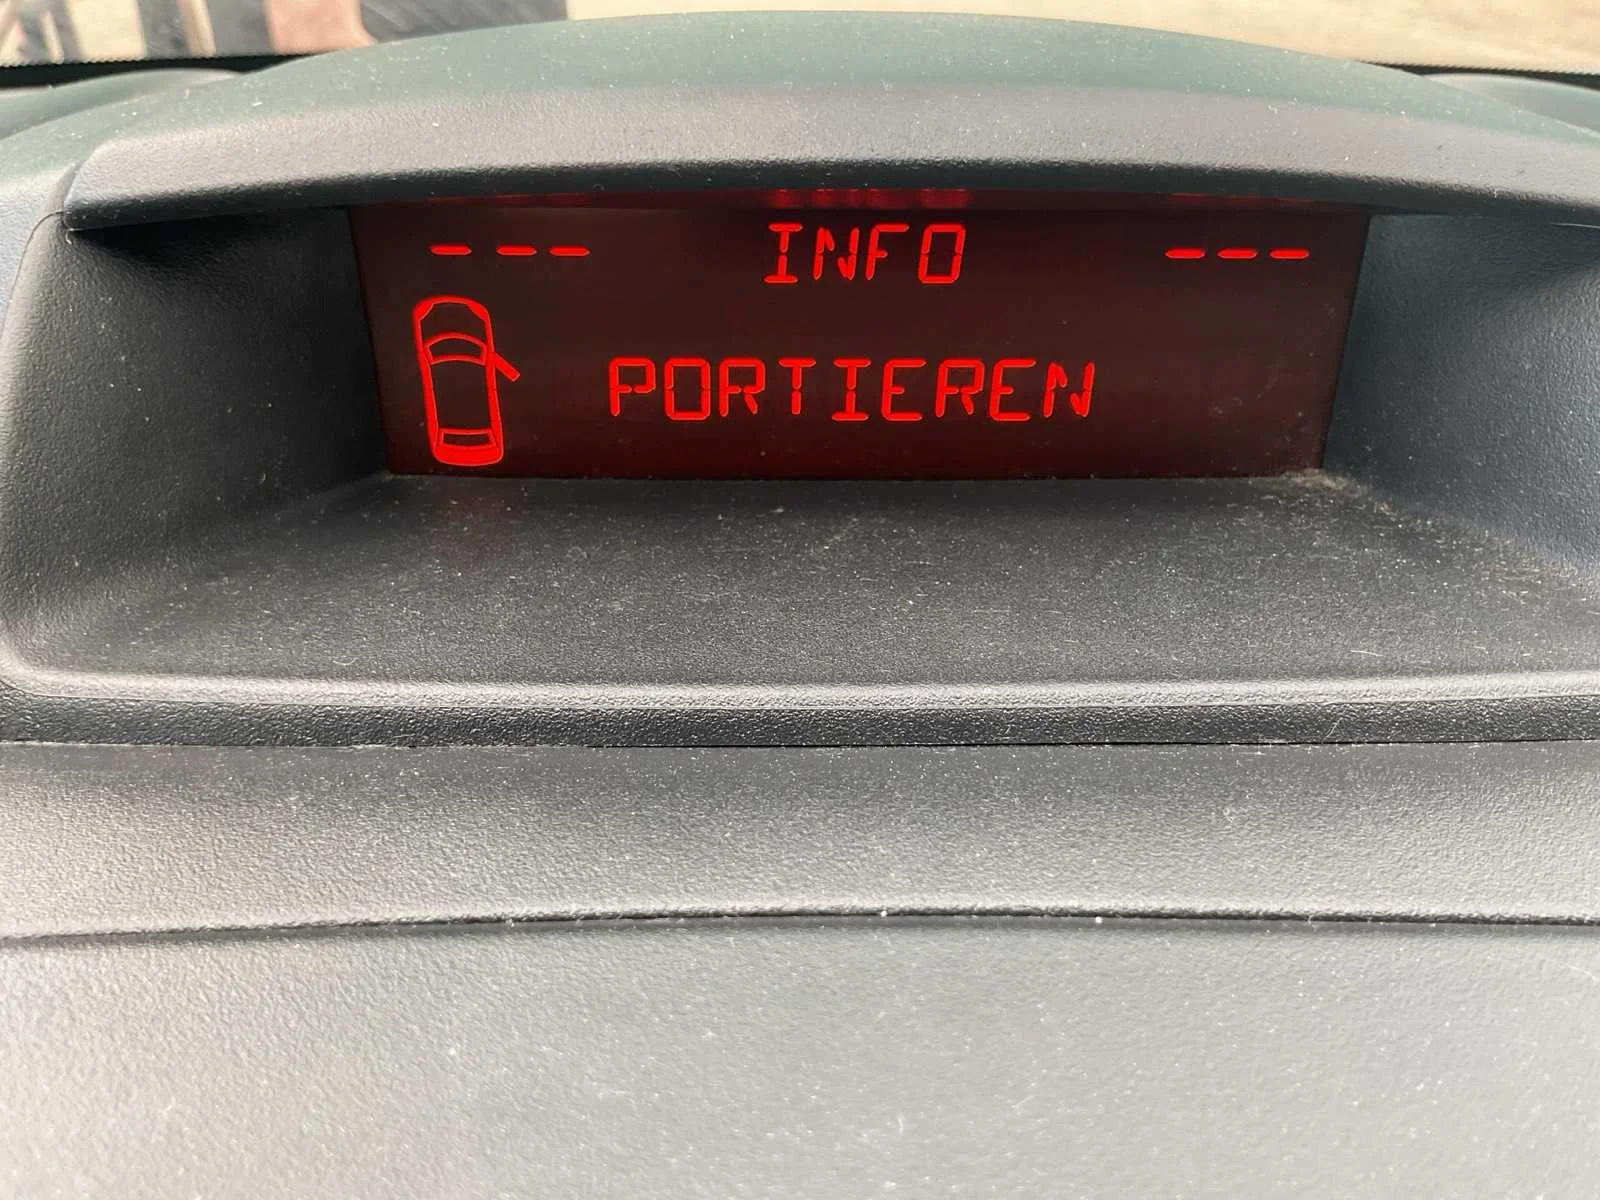 --- INFO ---
PORTIEREN